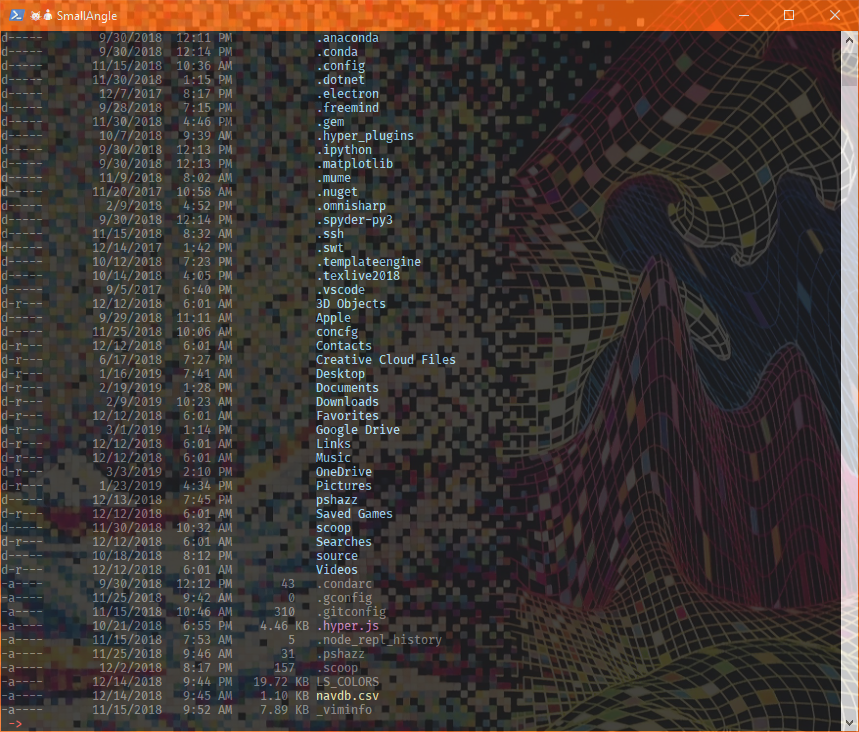 SmallAngle
d----- 9/30/2018 12:11 PM .anaconda
d----- 9/30/2018 12:14 PM .conda
d----- 11/15/2018 10:36 AM .config
d----- 11/30/2018 1:15 PM .dotnet
d----- 12/7/2017 8:17 PM .electron
d----- 9/28/2018 7:15 PM .freemind
d----- 11/30/2018 4:46 PM .gem
d----- 10/7/2018 9:39 AM .hyper_plugins
d----- 9/30/2018 12:13 PM .ipython
d----- 9/30/2018 12:13 PM .matplotlib
d----- 11/9/2018 8:02 AM .mume
d----- 11/20/2017 10:58 AM .nuget
d----- 2/9/2018 4:52 PM .omnisharp
d----- 9/30/2018 12:14 PM .spyder-py3
d----- 11/15/2018 8:32 AM .ssh
d----- 12/14/2017 1:42 PM .swt
d----- 10/12/2018 7:23 PM .templateengine
d----- 10/14/2018 4:05 PM .texlive2018
d----- 9/5/2017 6:40 PM .vscode
d-r--- 12/12/2018 6:01 AM 3D Objects
d----- 9/29/2018 11:11 AM Apple
d----- 11/25/2018 10:06 AM concfg
d-r--- 12/12/2018 6:01 AM Contacts
d-r--- 6/17/2018 7:27 PM Creative Cloud Files
d-r--- 1/16/2019 7:41 AM Desktop
d-r--- 2/19/2019 1:28 PM Documents
d-r--- 2/9/2019 10:23 AM Downloads
d-r--- 12/12/2018 6:01 AM Favorites
d-r--- 3/1/2019 1:14 PM Google Drive
d-r--- 12/12/2018 6:01 AM Links
d-r--- 12/12/2018 6:01 AM Music
d-r--- 3/3/2019 2:10 PM OneDrive
d-r--- 1/23/2019 4:34 PM Pictures
d----- 12/13/2018 7:45 PM pshazz
d-r--- 12/12/2018 6:01 AM Saved Games
d----- 11/30/2018 10:32 AM scoop
d-r--- 12/12/2018 6:01 AM Searches
d----- 10/18/2018 8:12 PM source
d-r--- 12/12/2018 6:01 AM Videos
-a---- 9/30/2018 12:12 PM 43 .condarc
-a---- 11/25/2018 9:42 AM 0 .gconfig
-a---- 11/15/2018 10:46 AM 310 .gitconfig
-a---- 10/21/2018 6:55 PM 4.46 KB .hyper.js
-a---- 11/15/2018 7:53 AM 5 .node_repl_history
-a---- 11/25/2018 9:46 AM 31 .pshazz
-a---- 12/2/2018 8:17 PM 157 .scoop
-a---- 12/14/2018 9:44 PM 19.72 KB LS_COLORS
-a---- 12/14/2018 9:45 AM 1.10 KB navdb.csv
-a---- 11/15/2018 9:52 AM 7.89 KB _viminfo
->